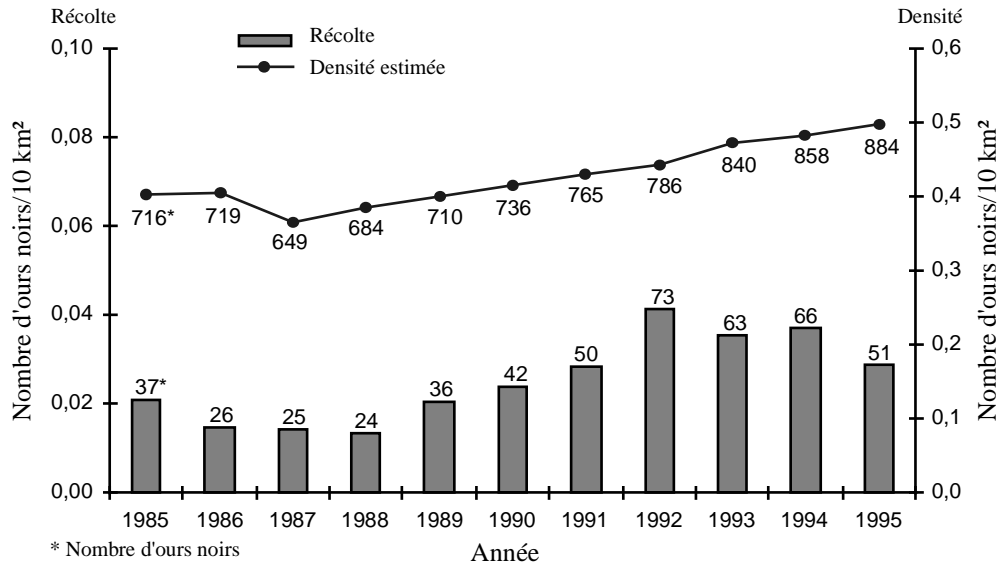 Récolte
Densité
Récolte
Densité estimée
0,10
0,08
0,06
0,04
0,02
0,00
Nombre d'ours noirs/10 km²
0,6
0,5
0,4
0,3
0,2
0,1
0,0
Nombre d'ours noirs/10 km²
716* 719 649 684 710 736 765 786 840 858 884
37* 26 25 24 36 42 50 73 63 66 51
1985 1986 1987 1988 1989 1990 1991 1992 1993 1994 1995
* Nombre d'ours noirs
Année